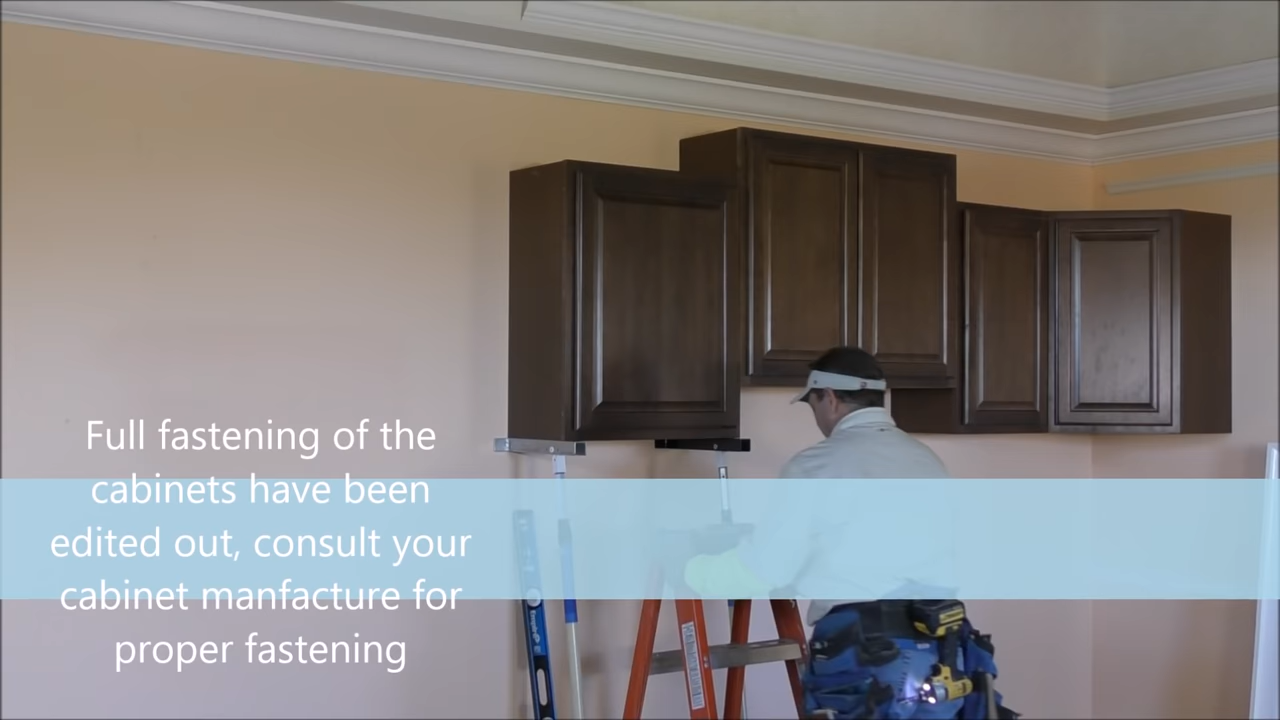 Full fastening of the
cabinets have been
edited out, consult your
cabinet manfacture for
proper fastening